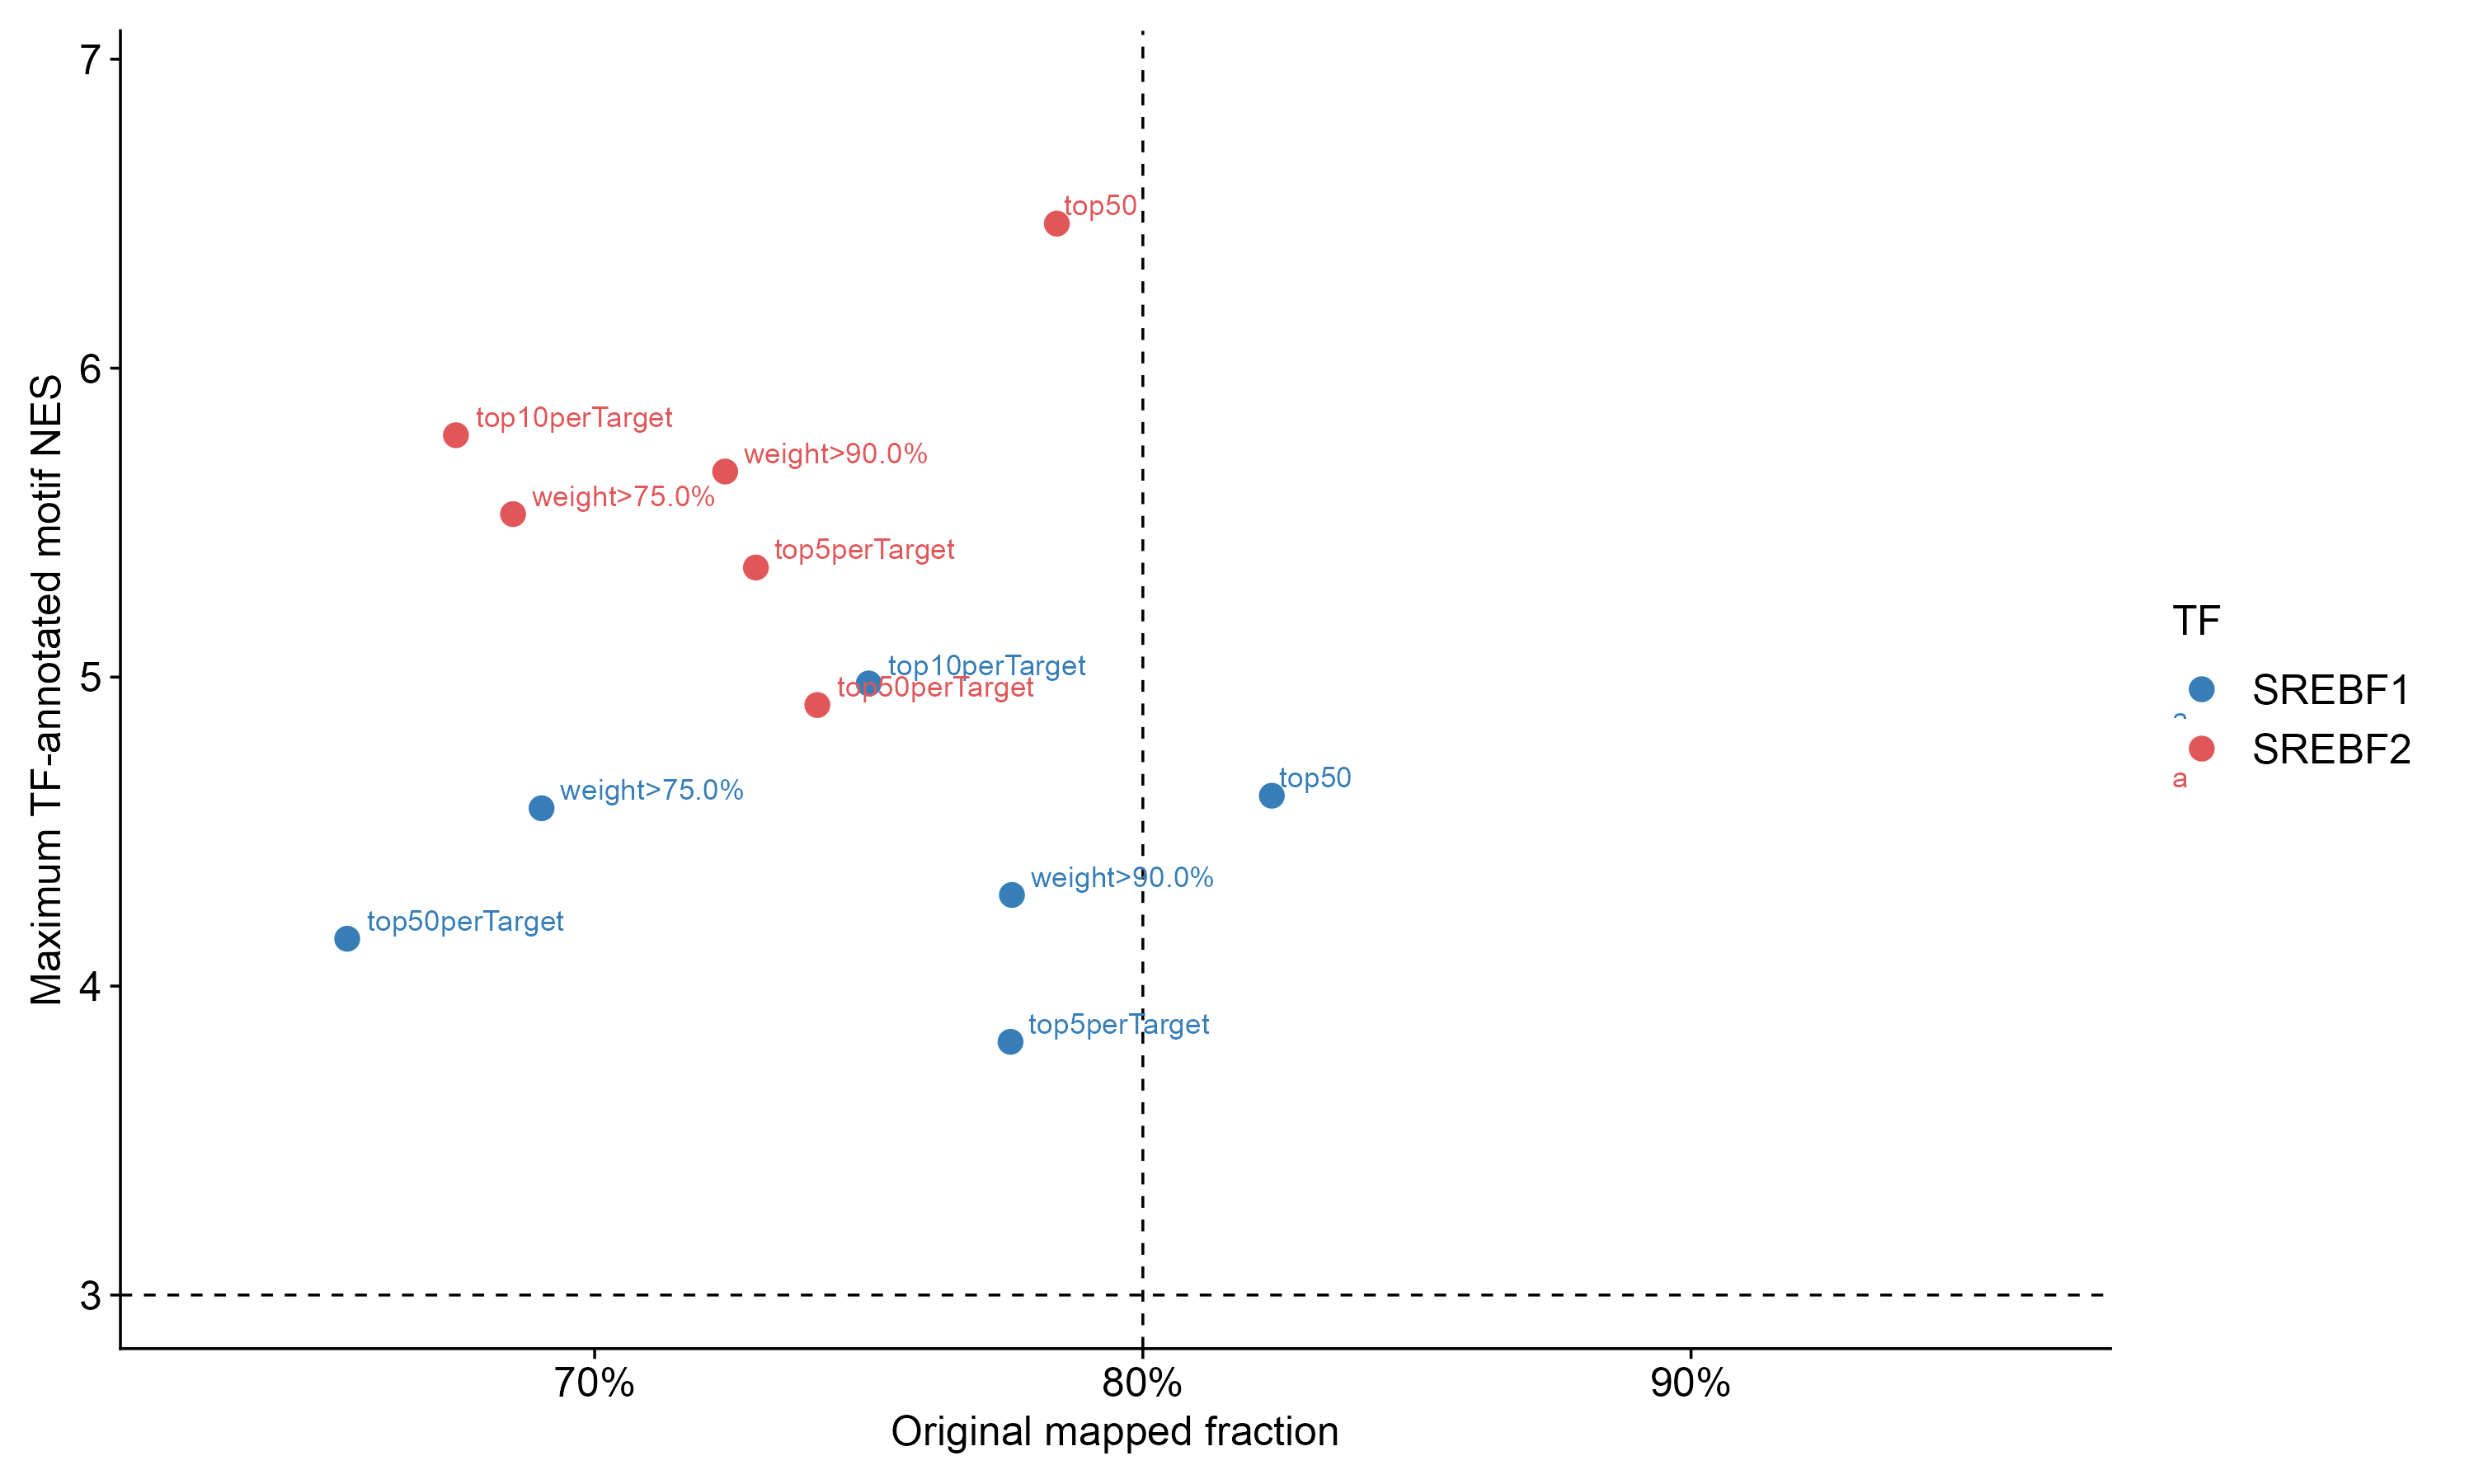 Maximum TF-annotated motif NES
7
6
5
4
3
top50
top10perTarget
weight>90.0%
weight>75.0%
top5perTarget
top10perTarget
top50perTarget
weight>75.0%
top50
weight>90.0%
top50perTarget
top5perTarget
70%
80%
90%
Original mapped fraction
TF
SREBF1
a
SREBF2
a